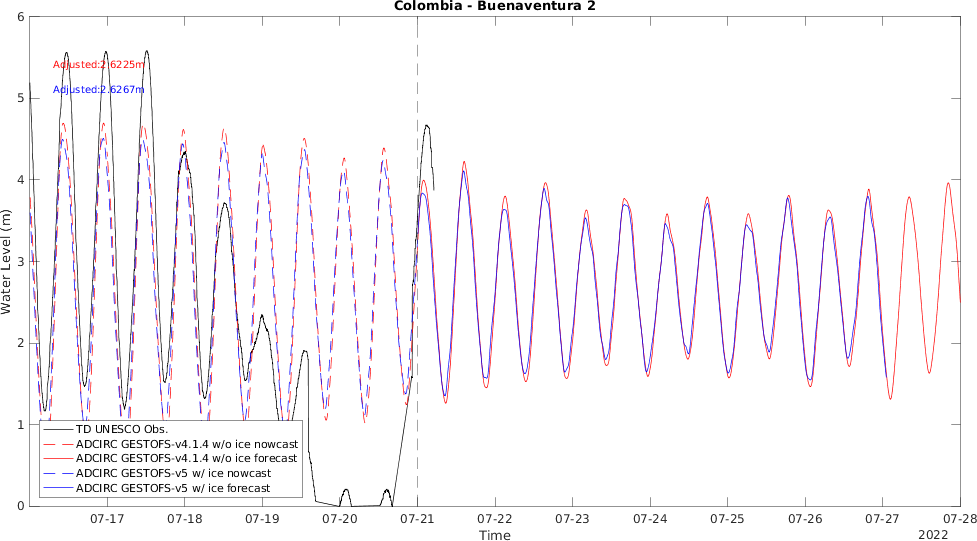 Colombia - Buenaventura 2
6
5
4
3
2
1
0
Water Level (m)
Adjusted:2.6225m
Adjusted:2.6267m
TD UNESCO Obs.
ADCIRC GESTOFS-v4.1.4 w/o ice nowcast
ADCIRC GESTOFS-v4.1.4 w/o ice forecast
ADCIRC GESTOFS-v5 w/ ice nowcast
ADCIRC GESTOFS-v5 w/ ice forecast
07-17 07-18 07-19 07-20 07-21 07-22 07-23 07-24 07-25 07-26 07-27 07-28
Time
2022